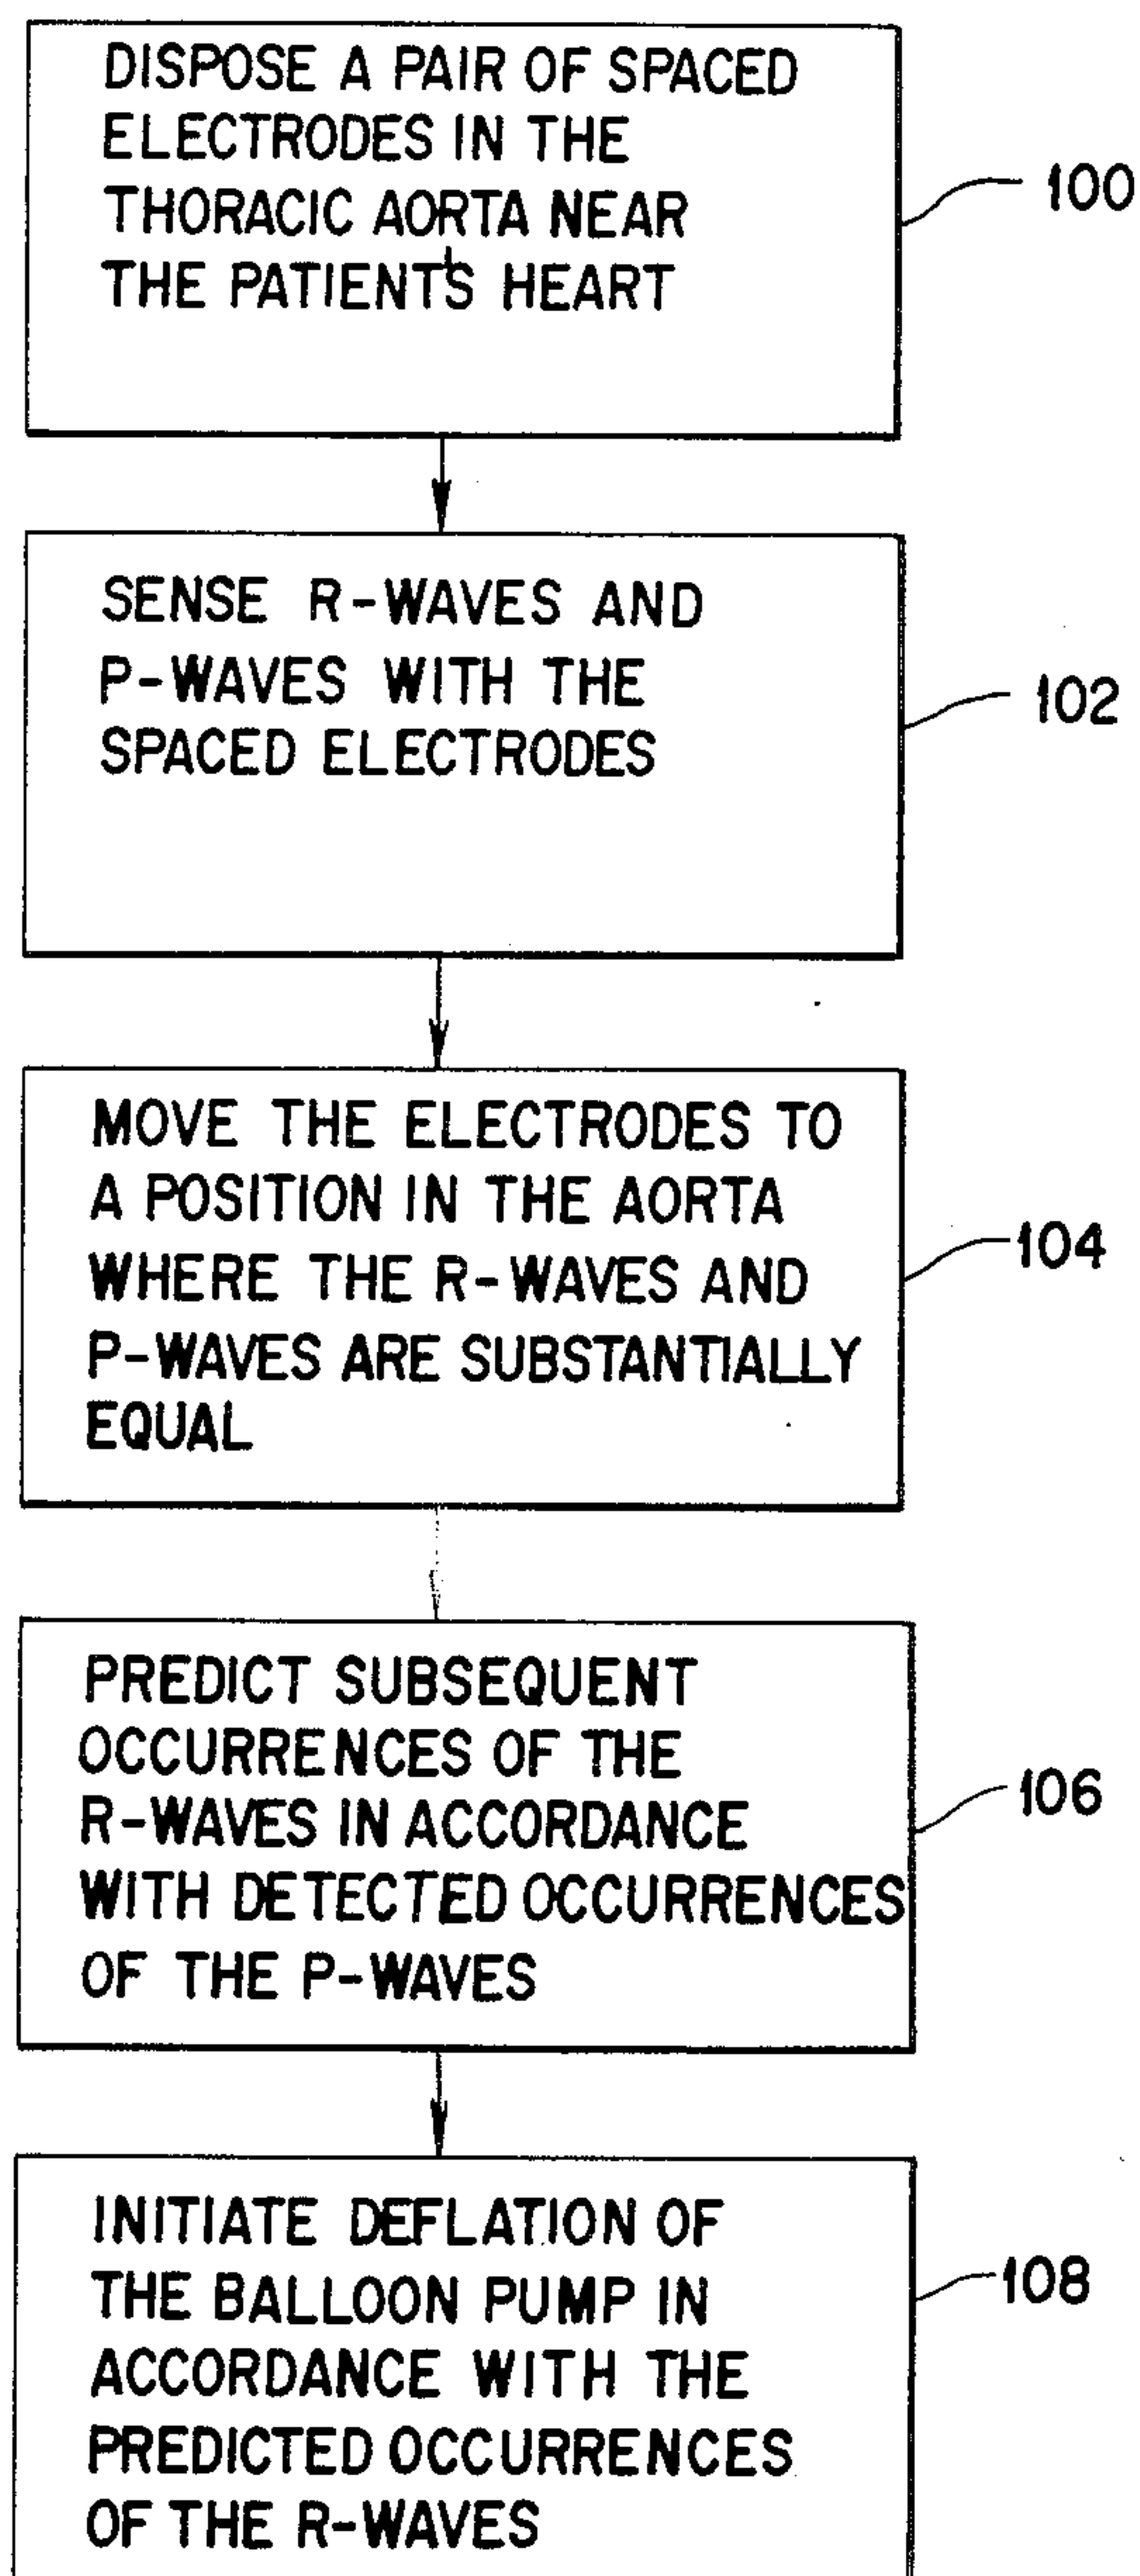 DISPOSE A PAIR OF SPACED
ELECTRODES IN THE
THORACIC AORTA NEAR
THE PATIENT'S HEART
100
SENSE R-WAVES AND
P-WAVES WITH THE
SPACED ELECTRODES
102
MOVE THE ELECTRODES TO
A POSITION IN THE AORTA
WHERE THE R-WAVES AND
P-WAVES ARE SUBSTANTIALLY
EQUAL
104
PREDICT SUBSEQUENT
OCCURRENCES OF THE
R-WAVES IN ACCORDANCE
WITH DETECTED OCCURRENCES
OF THE P-WAVES
106
INITIATE DEFLATION OF
THE BALLOON PUMP IN
ACCORDANCE WITH THE
PREDICTED OCCURRENCES
OF THE R-WAVES
108